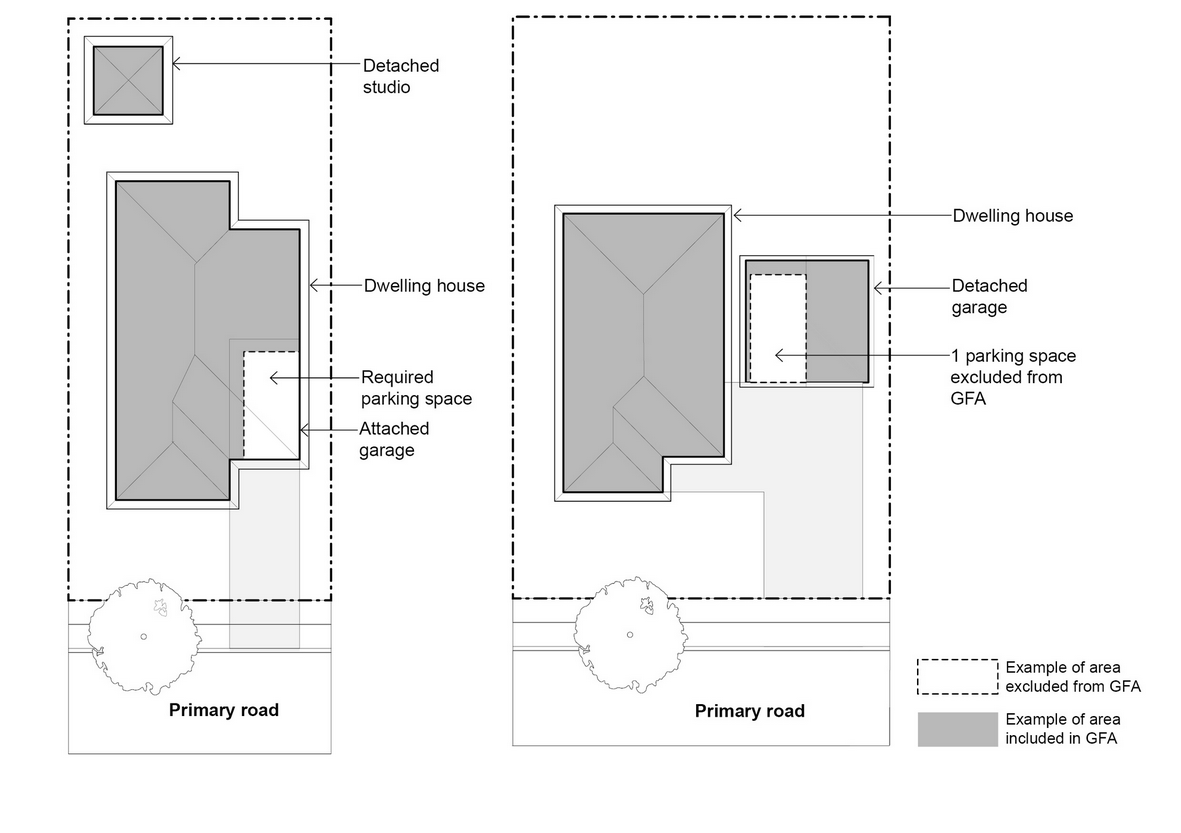 Detached
studio
Dwelling house
Required
parking space
Attached
garage
Primary road
Dwelling house
Detached
garage
1 parking space
excluded from
GFA
Primary road
Example of area
excluded from GFA
Example of area
included in GFA